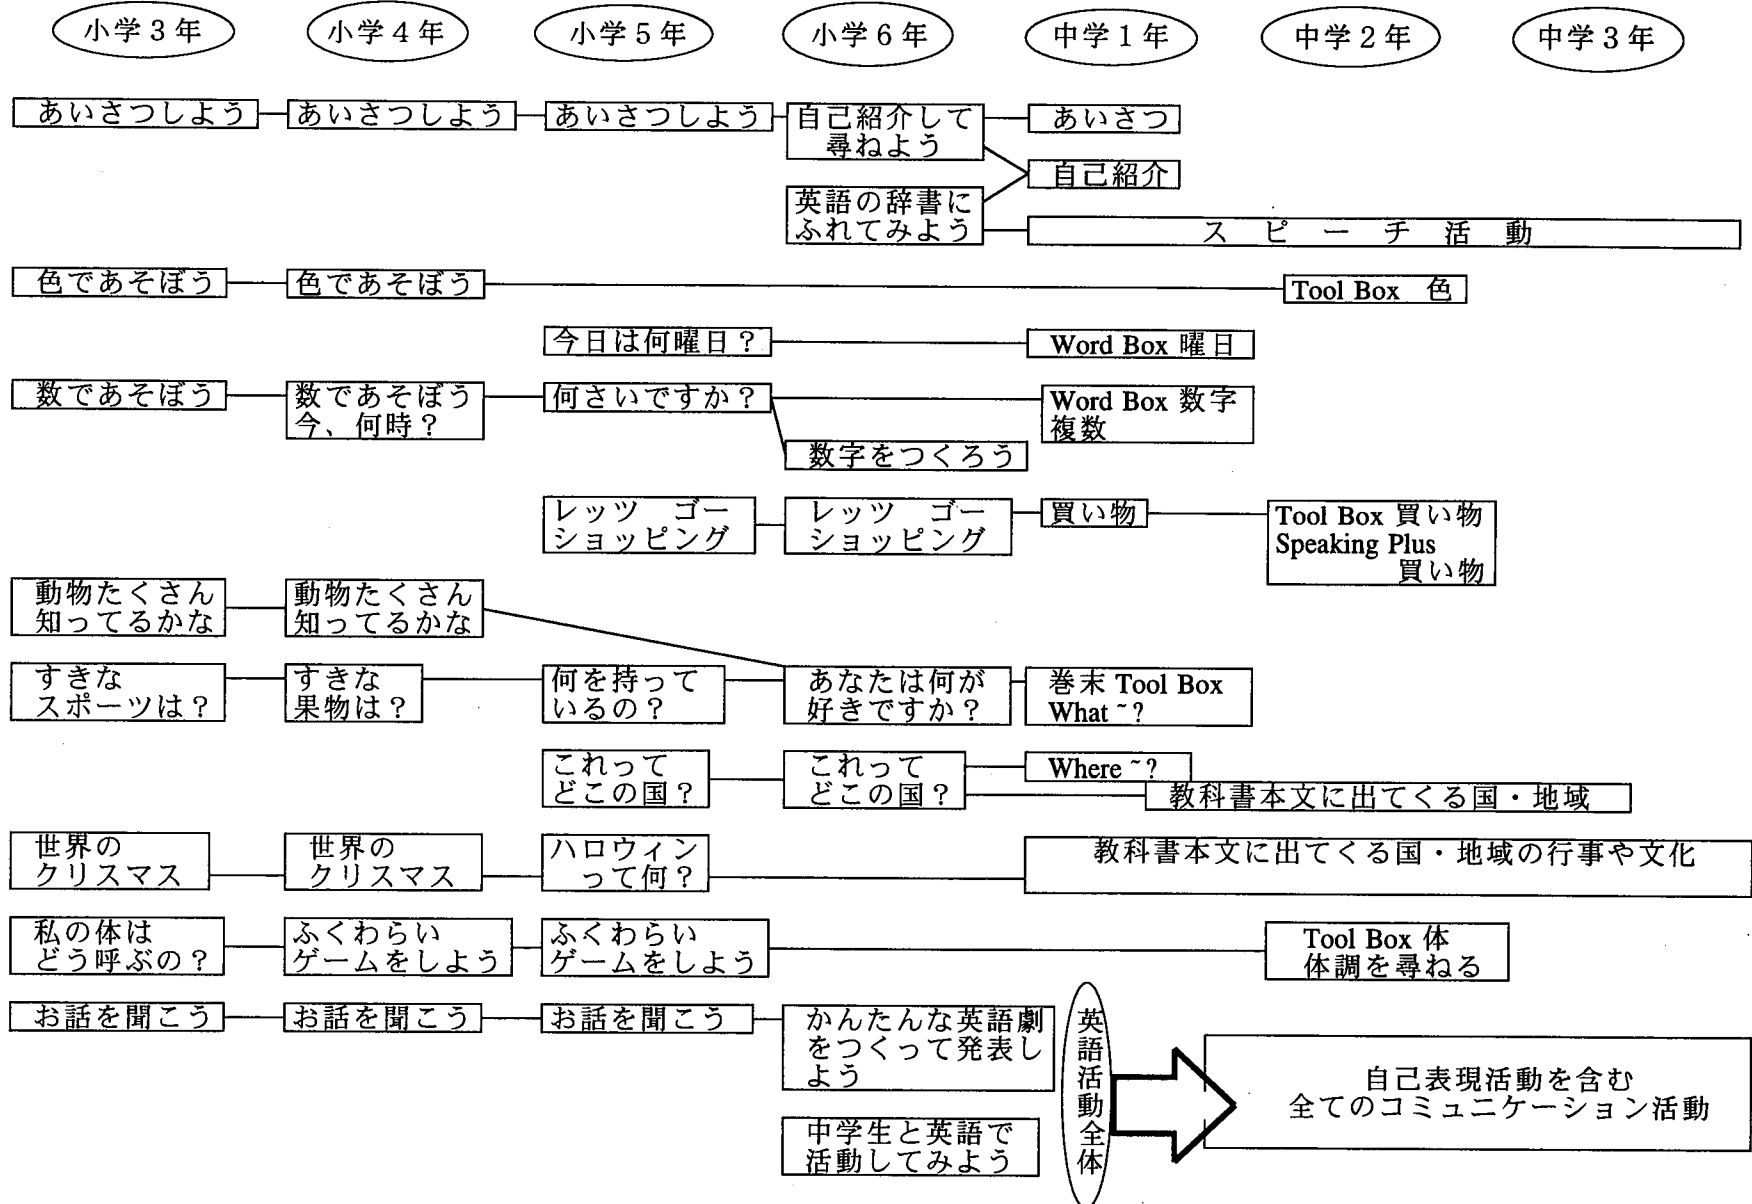 小学3年
小学4年
小学5年
小学6年
中学1年
中学2年
中学3年
あいさつしよう
あいさつしよう
あいさつしよう
自己紹介して
尋ねよう
あいさつ
自己紹介
英語の辞書に
ふれてみよう
スピーチ活動
色であそぼう
色であそぼう
Tool Box 色
今日は何曜日?
Word Box 曜日
数であそぼう
数であそぼう
今、何時?
何さいですか?
Word Box 数字
複数
数字をつくろう
レッツ ゴー
ショッピング
レッツ ゴー
ショッピング
買い物
Tool Box 買い物
Speaking Plus
買い物
動物たくさん
知ってるかな
動物たくさん
知ってるかな
すきな
スポーツは?
すきな
果物は?
何を持って
いるの?
あなたは何が
好きですか?
巻末 Tool Box
What ~?
これって
どこの国?
これって
どこの国?
Where ~?
教科書本文に出てくる国・地域
世界の
クリスマス
世界の
クリスマス
ハロウィン
って何?
教科書本文に出てくる国・地域の行事や文化
私の体は
どう呼ぶの?
ふくわらい
ゲームをしよう
ふくわらい
ゲームをしよう
Tool Box 体
体調を尋ねる
お話を聞こう
お話を聞こう
お話を聞こう
かんたんな英語劇
をつくって発表し
よう
中学生と英語で
活動してみよう
英語活動全体
自己表現活動を含む
全てのコミュニケーション活動